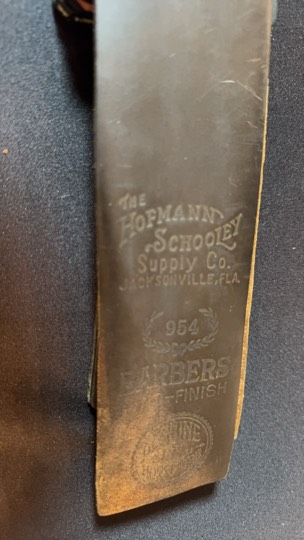 THE
HOFMANN
SCHOOLEY
Supply Co.
JACKSONVILLE, FLA.
954
BARBERS
FINISH